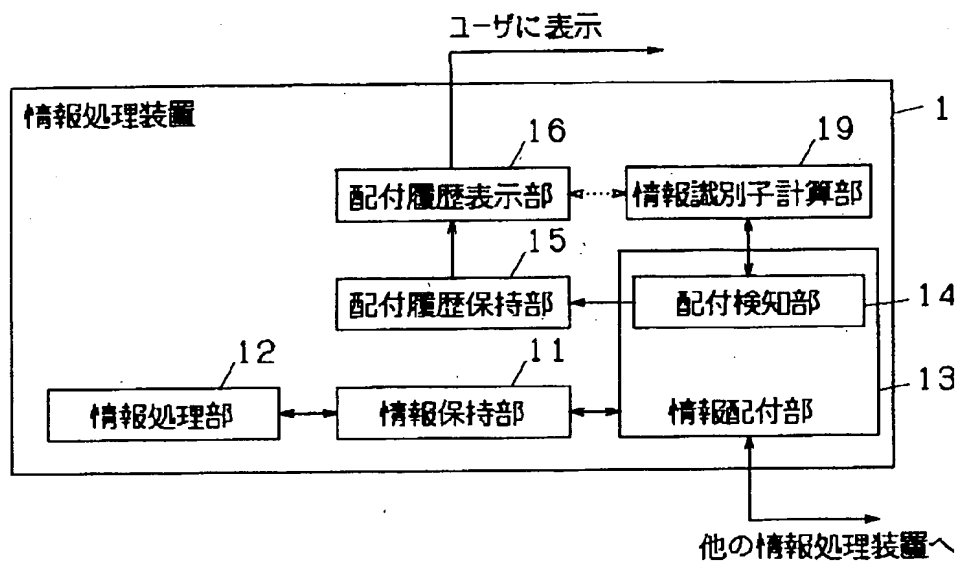 ユーザに表示
情報処理装置
1
16
19
配付履歴表示部
情報識別子計算部
15
配付履歴保持部
配付検知部
14
12
11
13
情報処理部
情報保持部
情報配付部
他の情報処理装置へ